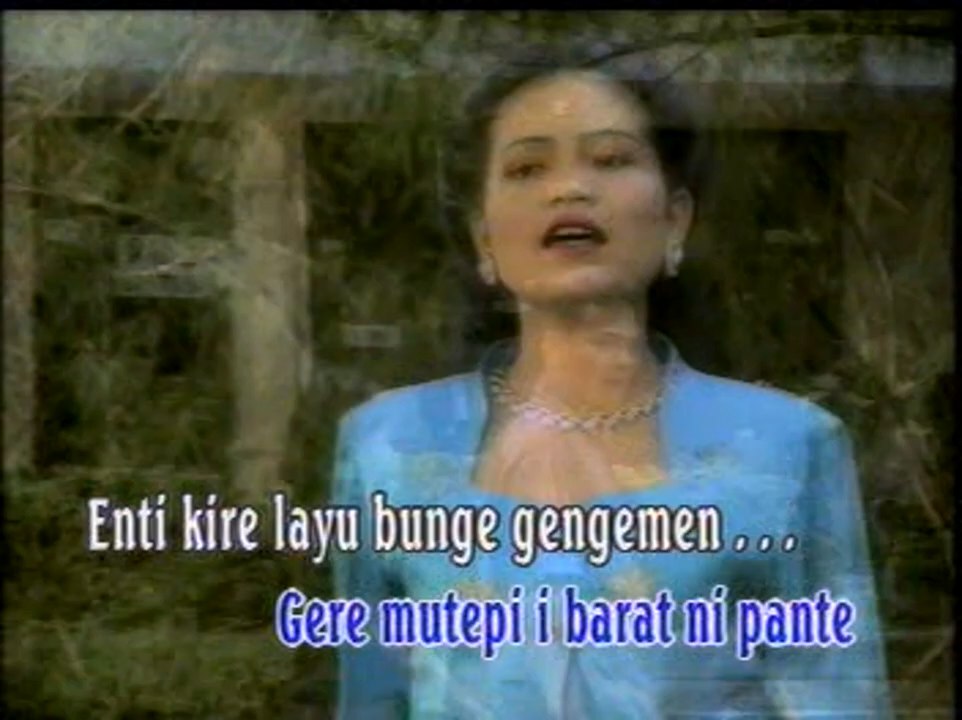 Enti kire layu bunge gengemen . . .
Gere mutepi i barat ni pante